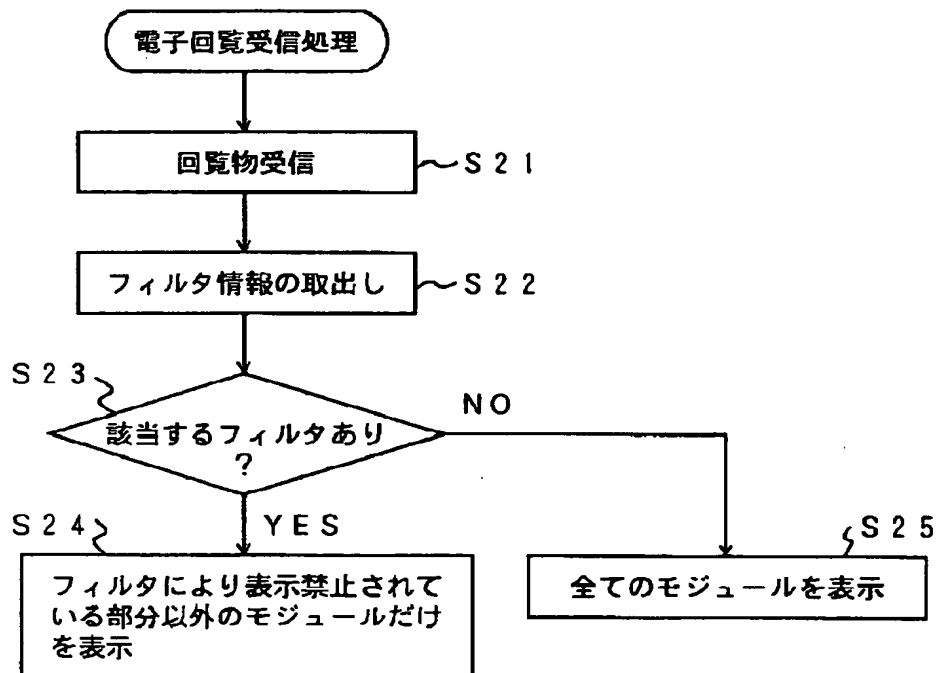 電子回覧受信処理
回覧物受信
S21
フィルタ情報の取出し
S22
S23
該当するフィルタあり
?
NO
YES
S24
フィルタにより表示禁止されて
いる部分以外のモジュールだけ
を表示
S25
全てのモジュールを表示